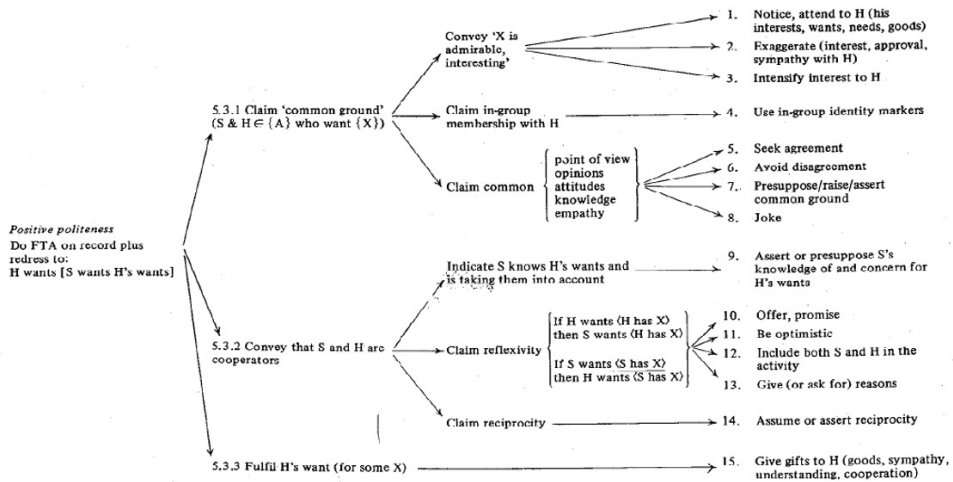 1. Notice, attend to H (his
interests, wants, needs, goods)
Convey 'X is
admirable,
interesting'
2. Exaggerate (interest, approval,
sympathy with H)
3. Intensify interest to H
5.3.1 Claim 'common ground'
(S & H ∈ {A} who want {X})
Claim in-group
membership with H
4. Use in-group identity markers
Claim common
point of view
opinions
attitudes
knowledge
empathy
5. Seek agreement
6. Avoid disagreement
7. Presuppose/raise/assert
common ground
8. Joke
Positive politeness
Do FTA on record plus
redress to:
H wants [S wants H's wants]
Indicate S knows H's wants and
is taking them into account
9. Assert or presuppose S's
knowledge of and concern for
H's wants
5.3.2 Convey that S and H are
cooperators
Claim reflexivity
If H wants ⟨H has X⟩
then S wants ⟨H has X⟩
If S wants ⟨S has X⟩
then H wants ⟨S has X⟩
10. Offer, promise
11. Be optimistic
12. Include both S and H in the
activity
13. Give (or ask for) reasons
Claim reciprocity
14. Assume or assert reciprocity
5.3.3 Fulfil H's want (for some X)
15. Give gifts to H (goods, sympathy,
understanding, cooperation)